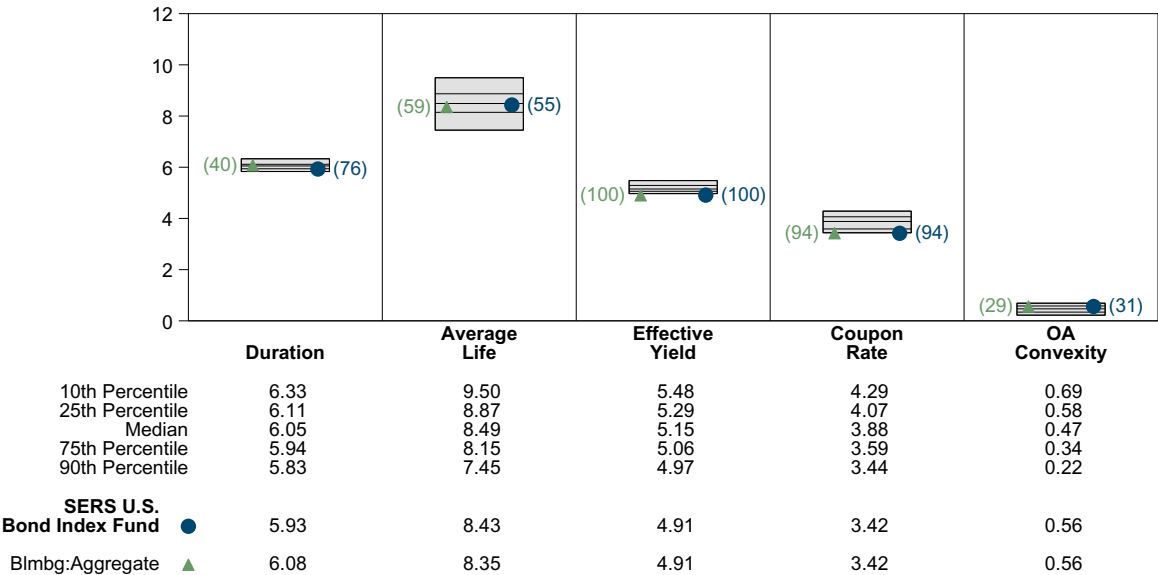 12
10
8
6
4
2
0
(40)
(76)
(59)
(55)
(100)
(100)
(94)
(94)
(29)
(31)
Duration
Average
Life
Effective
Yield
Coupon
Rate
OA
Convexity
10th Percentile 6.33 9.50 5.48 4.29 0.69
25th Percentile 6.11 8.87 5.29 4.07 0.58
Median 6.05 8.49 5.15 3.88 0.47
75th Percentile 5.94 8.15 5.06 3.59 0.34
90th Percentile 5.83 7.45 4.97 3.44 0.22
SERS U.S.
Bond Index Fund 5.93 8.43 4.91 3.42 0.56
Blmbg:Aggregate 6.08 8.35 4.91 3.42 0.56